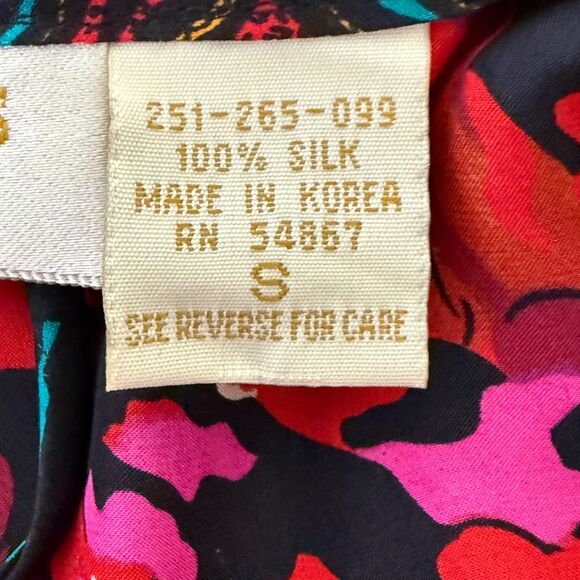 251-265-099
100% SILK
MADE IN KOREA
RN 54867
S
SEE REVERSE FOR CARE